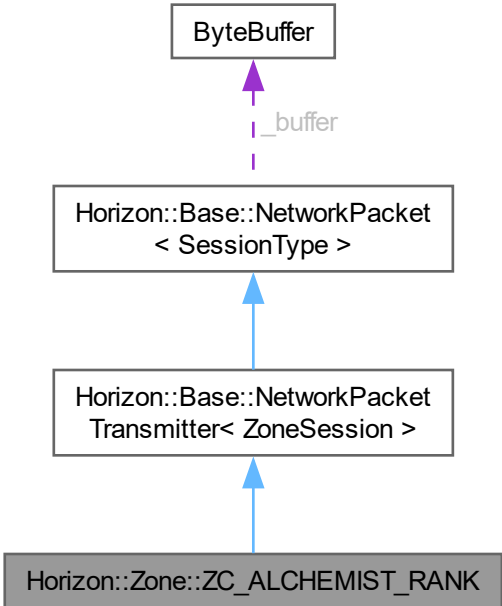 ByteBuffer
_buffer
Horizon::Base::NetworkPacket
< SessionType >
Horizon::Base::NetworkPacket
Transmitter< ZoneSession >
Horizon::Zone::ZC_ALCHEMIST_RANK